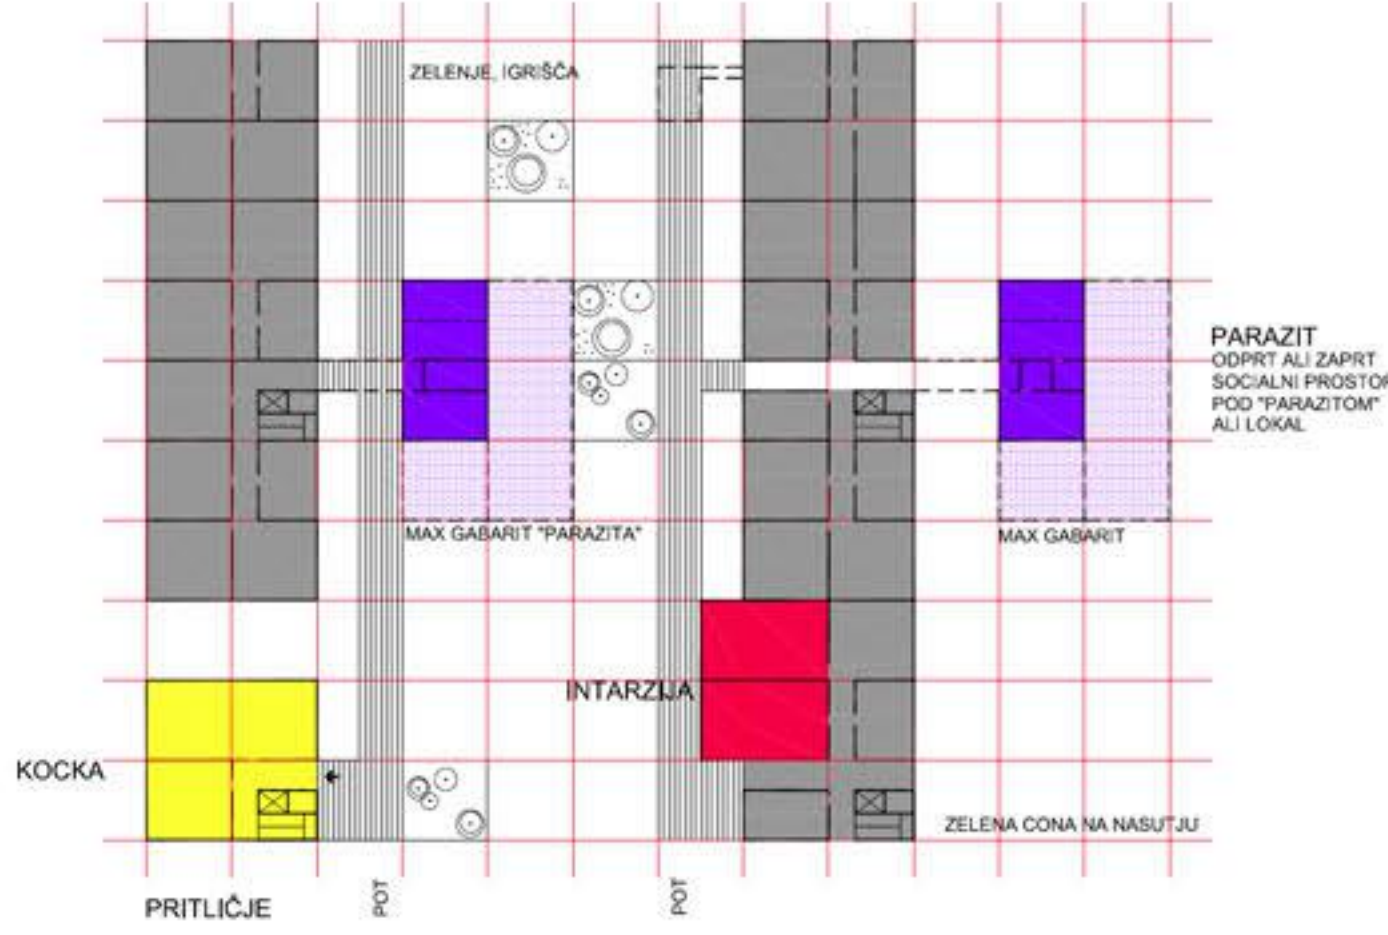 ZELENJE, IGRIŠČA
PARAZIT
ODPRT ALI ZAPRT
SOCIALNI PROSTOR
POD "PARAZITOM"
ALI LOKAL
MAX GABARIT "PARAZITA"
MAX GABARIT
INTARZIJA
KOCKA
ZELENA CONA NA NASUTJU
PRITLIČJE
POT
POT